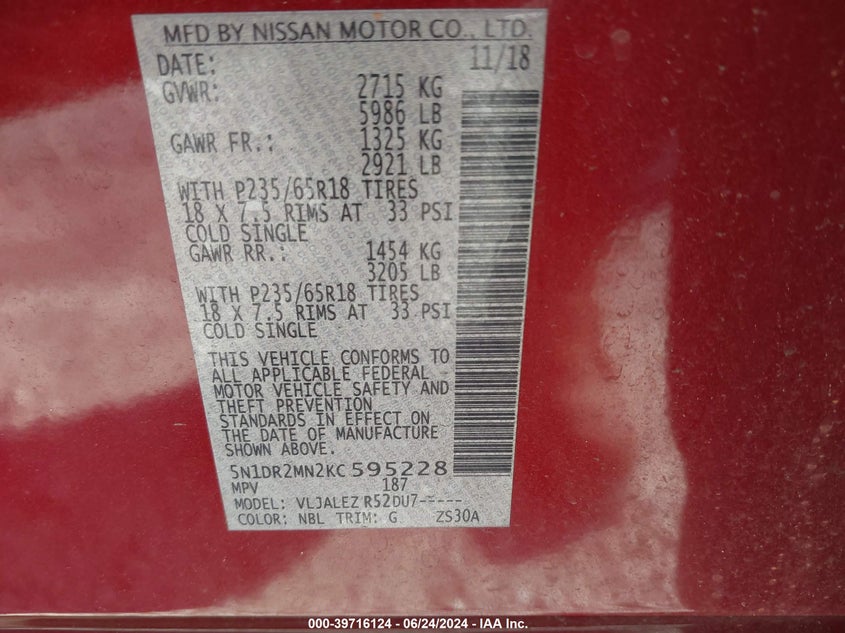 MFD BY NISSAN MOTOR CO., LTD.
DATE: 11/18
GVWR: 2715 KG
5986 LB
GAWR FR.: 1325 KG
2921 LB
WITH P235/65R18 TIRES
18 X 7.5 RIMS AT 33 PSI
COLD SINGLE
GAWR RR.: 1454 KG
3205 LB
WITH P235/65R18 TIRES
18 X 7.5 RIMS AT 33 PSI
COLD SINGLE
THIS VEHICLE CONFORMS TO
ALL APPLICABLE FEDERAL
MOTOR VEHICLE SAFETY AND
THEFT PREVENTION
STANDARDS IN EFFECT ON
THE DATE OF MANUFACTURE
SHOWN ABOVE.
5N1DR2MN2KC595228
MPV 187
MODEL: VLJALEZ R52DU7-----
COLOR: NBL TRIM: G ZS30A
000-39716124 - 06/24/2024 - IAA Inc.